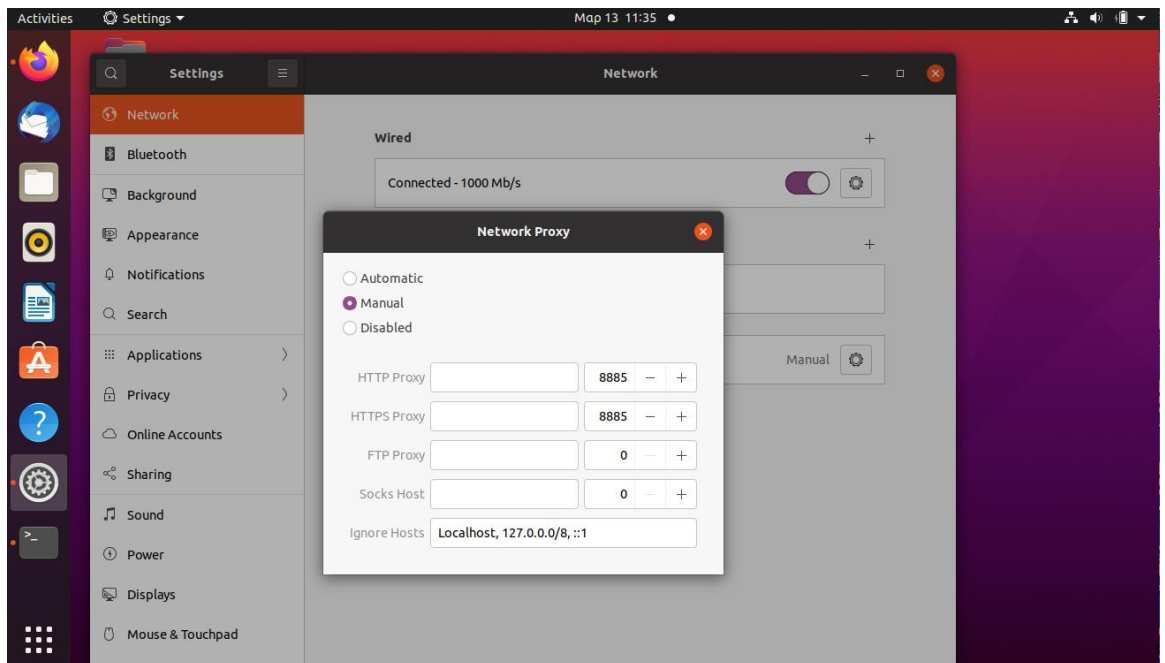 Activities
Settings
Μαρ 13 11:35
Settings
Network
Network
Bluetooth
Background
Appearance
Notifications
Search
Applications
Privacy
Online Accounts
Sharing
Sound
Power
Displays
Mouse & Touchpad
Wired
Connected - 1000 Mb/s
Manual
Network Proxy
Automatic
Manual
Disabled
HTTP Proxy 8885
HTTPS Proxy 8885
FTP Proxy 0
Socks Host 0
Ignore Hosts Localhost, 127.0.0.0/8, ::1